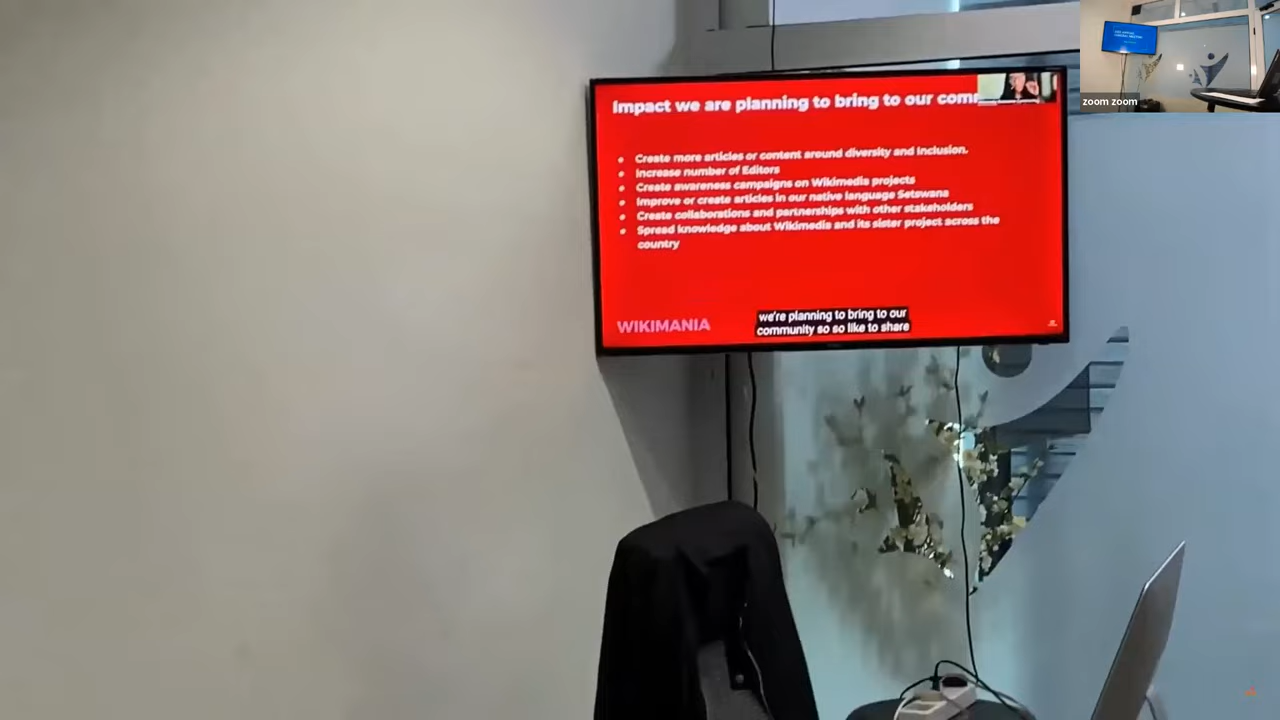 Impact we are planning to bring to our
Create more articles or content around diversity and inclusion.
Increase number of Editors
Create awareness campaigns on Wikimedia projects
Improve or create articles in our native language Setswana
Create collaborations and partnerships with other stakeholders
Spread knowledge about Wikimedia and its sister project across the
country
we're planning to bring to our
community so so like to share
WIKIMANIA
zoom zoom